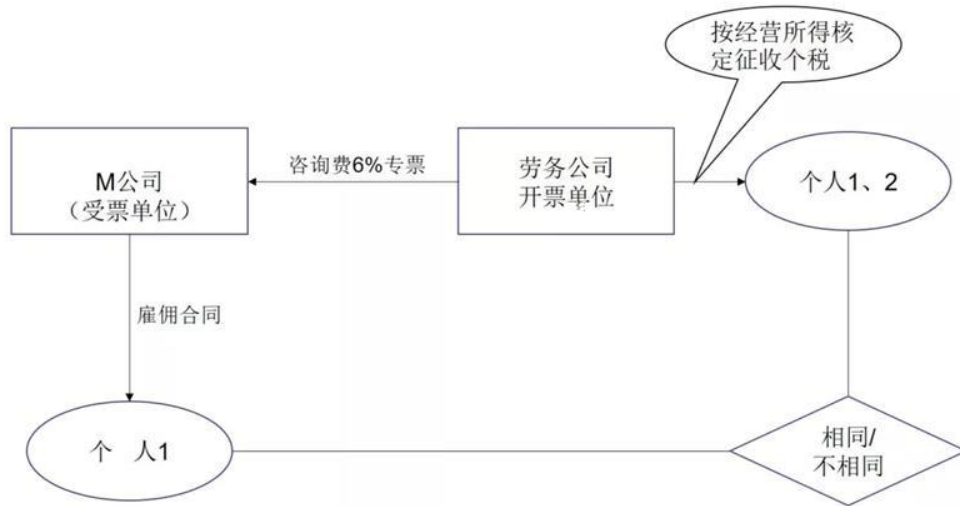 按经营所得核
定征收个税
咨询费6%专票
M公司
（受票单位）
劳务公司
开票单位
个人1、2
雇佣合同
个 人1
相同/
不相同